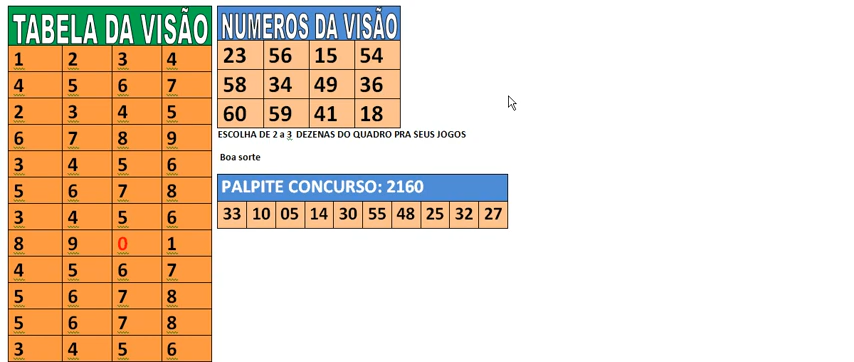 TABELA DA VISÃO
1 2 3 4
4 5 6 7
2 3 4 5
6 7 8 9
3 4 5 6
5 6 7 8
3 4 5 6
8 9 0 1
4 5 6 7
5 6 7 8
5 6 7 8
3 4 5 6
NUMEROS DA VISÃO
23 56 15 54
58 34 49 36
60 59 41 18
ESCOLHA DE 2 a 3 DEZENAS DO QUADRO PRA SEUS JOGOS
Boa sorte
PALPITE CONCURSO: 2160
33 10 05 14 30 55 48 25 32 27